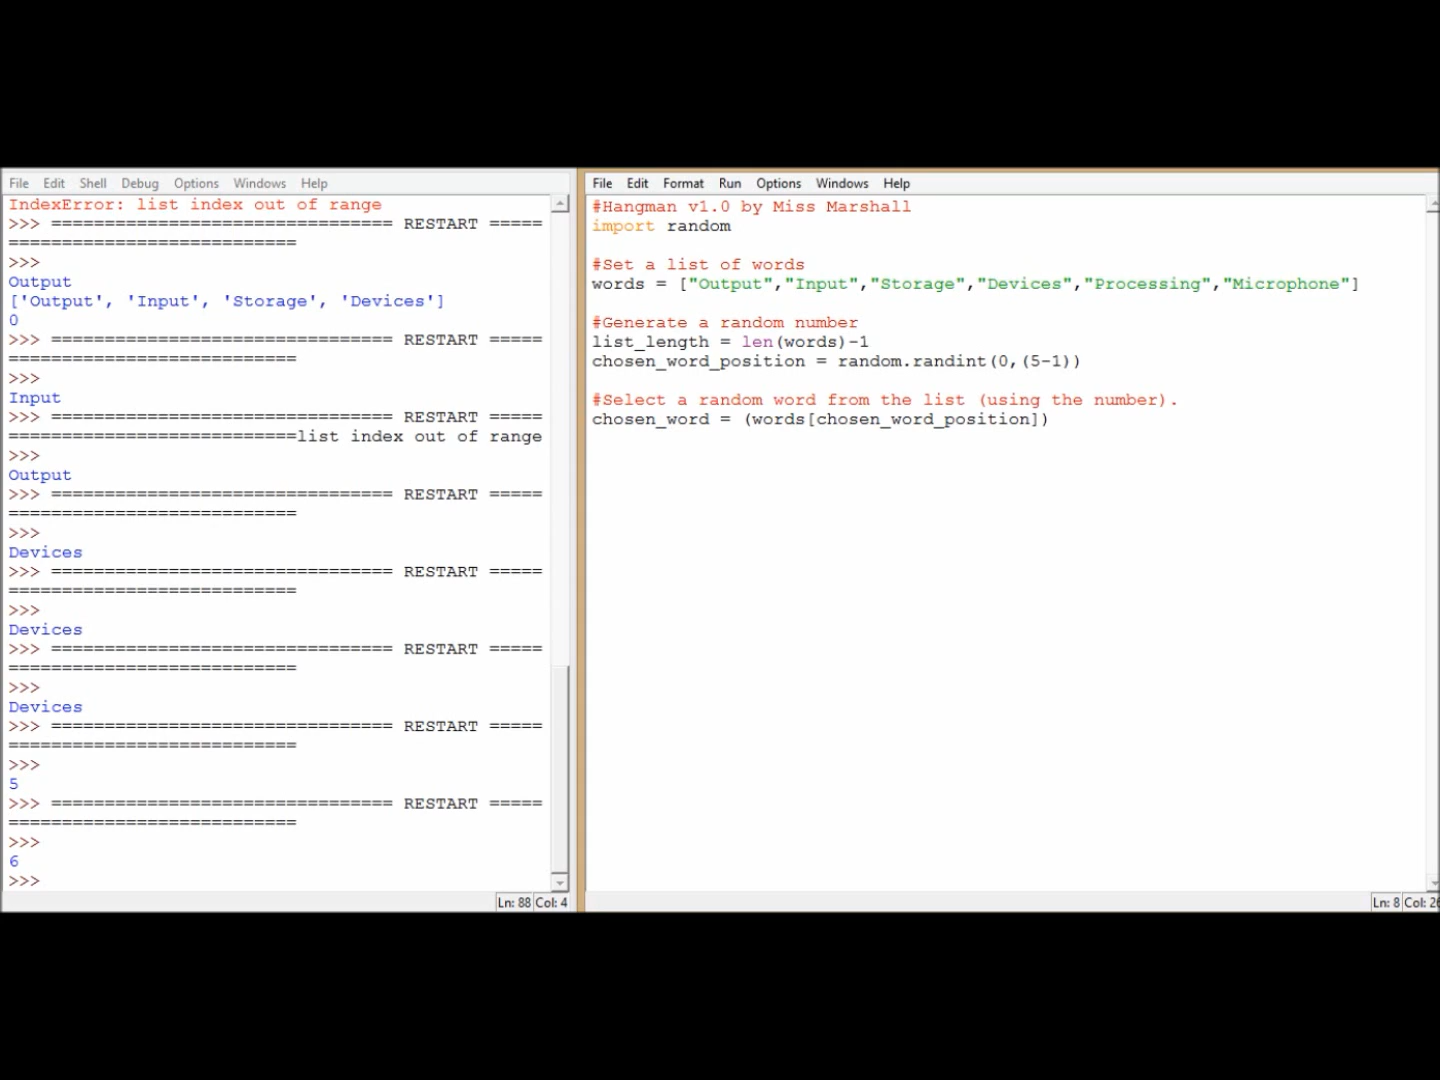 File Edit Shell Debug Options Windows Help
IndexError: list index out of range
>>> ================================ RESTART =====
===========================
>>>
Output
['Output', 'Input', 'Storage', 'Devices']
0
>>> ================================ RESTART =====
===========================
>>>
Input
>>> ================================ RESTART =====
===========================list index out of range
>>>
Output
>>> ================================ RESTART =====
===========================
>>>
Devices
>>> ================================ RESTART =====
===========================
>>>
Devices
>>> ================================ RESTART =====
===========================
>>>
Devices
>>> ================================ RESTART =====
===========================
>>>
5
>>> ================================ RESTART =====
===========================
>>>
6
>>>
Ln: 88 Col: 4
File Edit Format Run Options Windows Help
#Hangman v1.0 by Miss Marshall
import random
#Set a list of words
words = ["Output","Input","Storage","Devices","Processing","Microphone"]
#Generate a random number
list_length = len(words)-1
chosen_word_position = random.randint(0,(5-1))
#Select a random word from the list (using the number).
chosen_word = (words[chosen_word_position])
Ln: 8 Col: 26